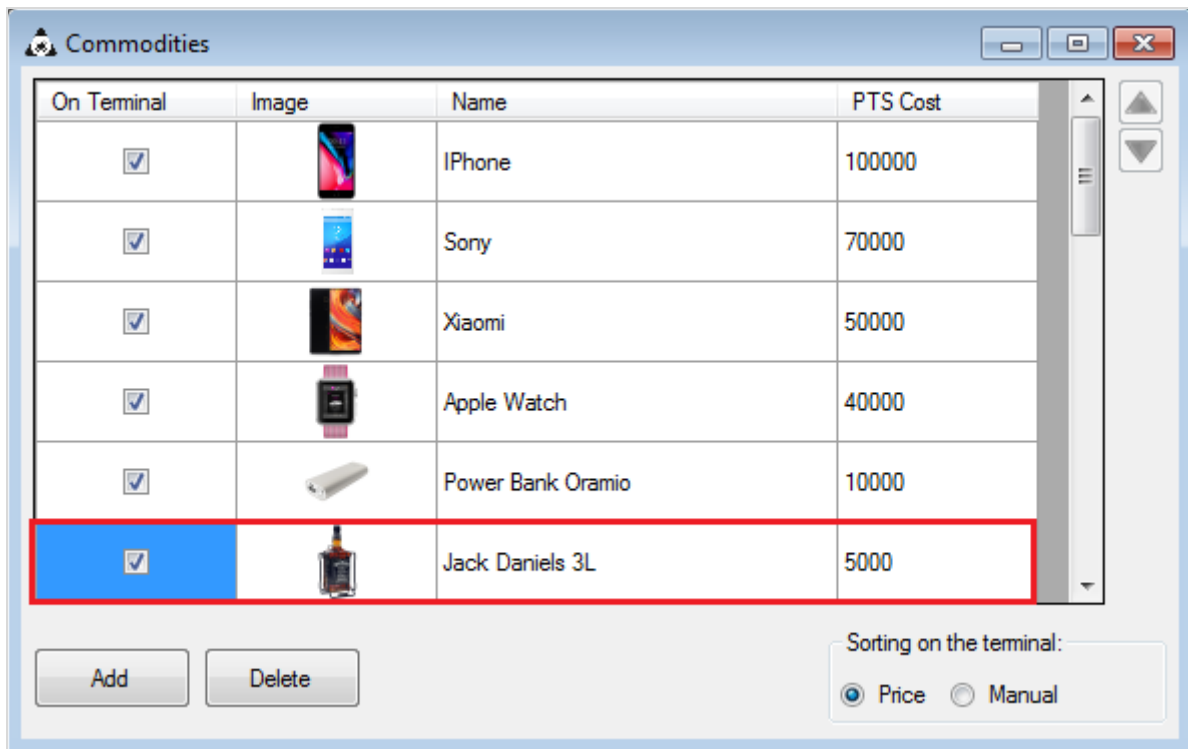 Commodities
On Terminal Image Name PTS Cost
IPhone 100000
Sony 70000
Xiaomi 50000
Apple Watch 40000
Power Bank Oramio 10000
Jack Daniels 3L 5000
Sorting on the terminal:
Add Delete
Price Manual